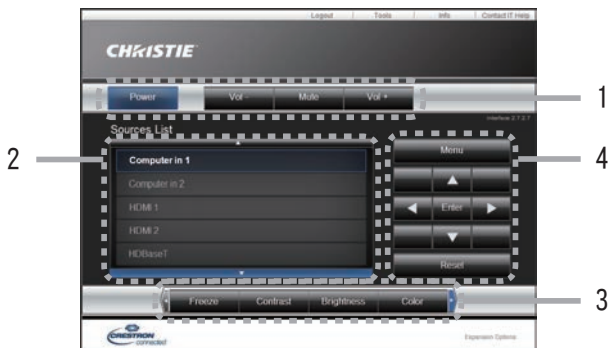 Logout Tools Info Contact IT Help
CHRISTIE
Power Vol - Mute Vol +
1
Interface 2.7.2.7
Sources List
2
Computer in 1
Computer in 2
HDMI 1
HDMI 2
HDBaseT
Menu
4
Enter
Reset
Freeze Contrast Brightness Color
3
CRESTRON
connected
Expansion Options